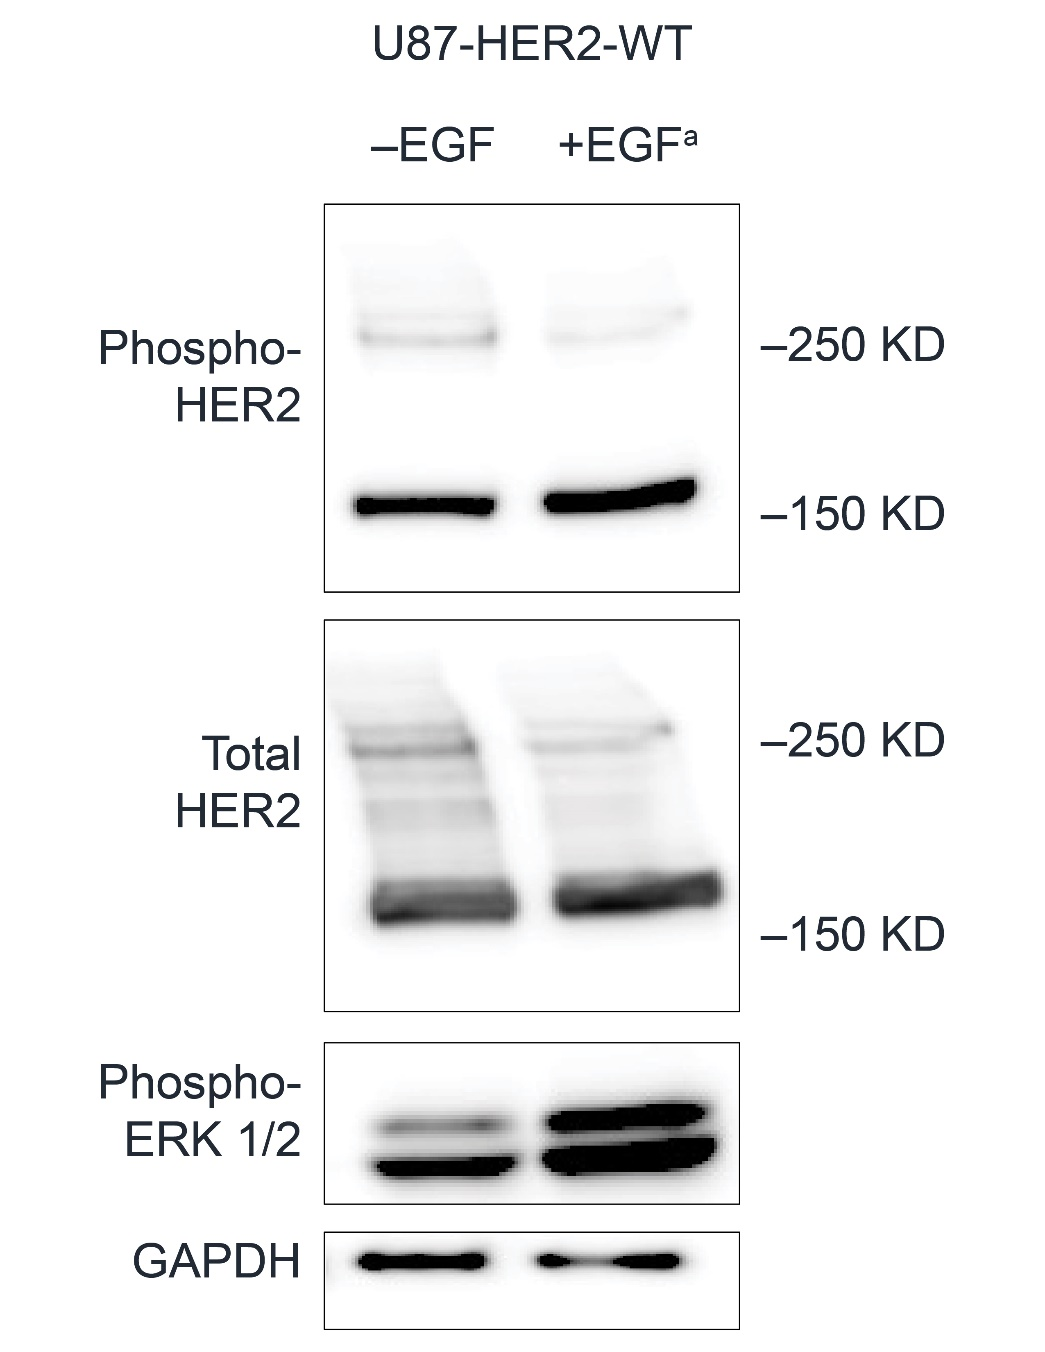 U87-HER2-WT
–EGF +EGFᵃ
Phospho-
HER2
–250 KD
–150 KD
Total
HER2
–250 KD
–150 KD
Phospho-
ERK 1/2
GAPDH